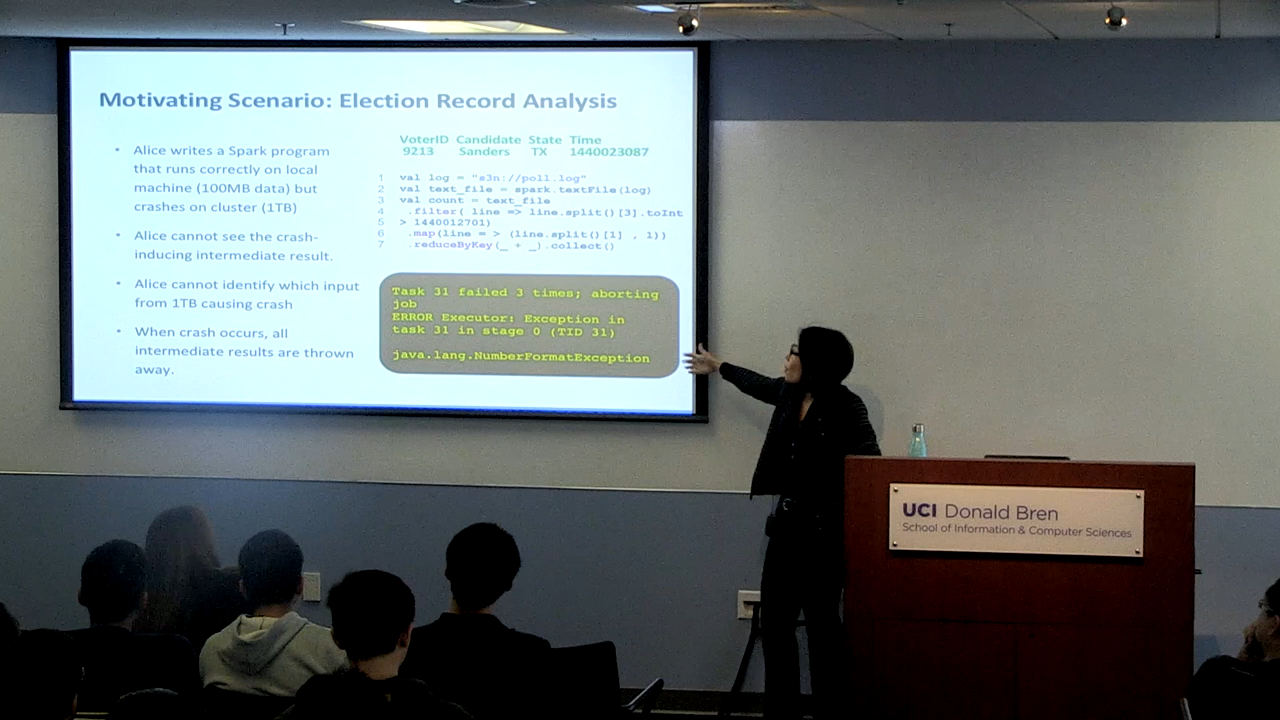 Motivating Scenario: Election Record Analysis
• Alice writes a Spark program
that runs correctly on local
machine (100MB data) but
crashes on cluster (1TB)
• Alice cannot see the crash-
inducing intermediate result.
• Alice cannot identify which input
from 1TB causing crash
• When crash occurs, all
intermediate results are thrown
away.
VoterID Candidate State Time
9213 Sanders TX 1440023087
1 val log = "s3n://poll.log"
2 val text_file = spark.textFile(log)
3 val count = text_file
4 .filter( line => line.split()[3].toInt
5 > 1440012701)
6 .map(line = > (line.split()[1] , 1))
7 .reduceByKey(_ + _).collect()
Task 31 failed 3 times; aborting
job
ERROR Executor: Exception in
task 31 in stage 0 (TID 31)
java.lang.NumberFormatException
UCI Donald Bren
School of Information & Computer Sciences